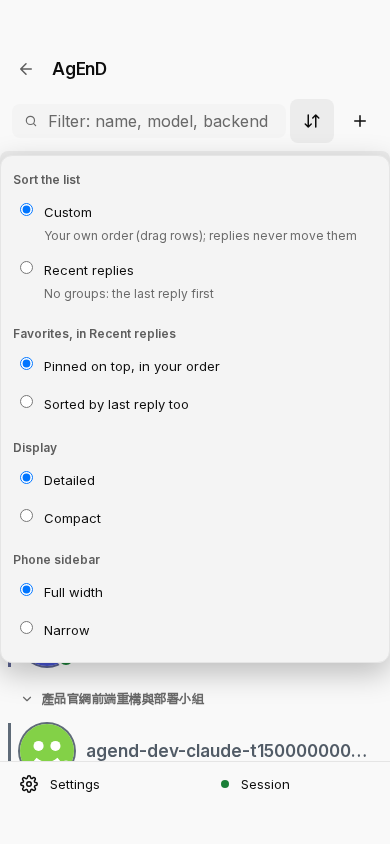 AgEnD
Filter: name, model, backend
Sort the list
Custom
Your own order (drag rows); replies never move them
Recent replies
No groups: the last reply first
Favorites, in Recent replies
Pinned on top, in your order
Sorted by last reply too
Display
Detailed
Compact
Phone sidebar
Full width
Narrow
產品官網前端重構與部署小組
agend-dev-claude-t150000000…
Settings
Session